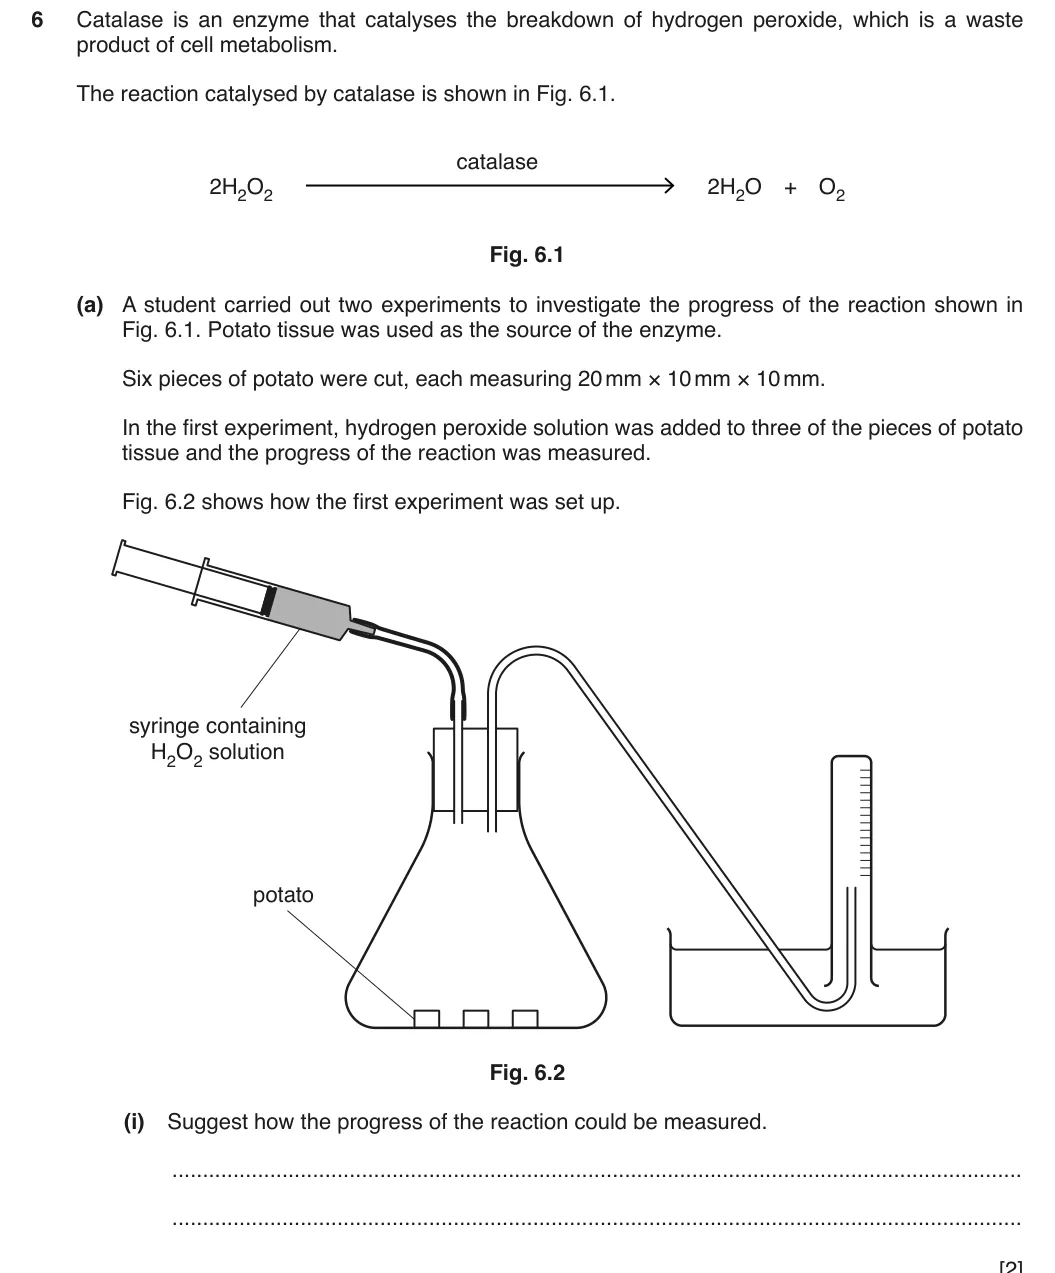 6 Catalase is an enzyme that catalyses the breakdown of hydrogen peroxide, which is a waste
product of cell metabolism.
The reaction catalysed by catalase is shown in Fig. 6.1.
catalase
2H₂O₂ 2H₂O + O₂
Fig. 6.1
(a) A student carried out two experiments to investigate the progress of the reaction shown in
Fig. 6.1. Potato tissue was used as the source of the enzyme.
Six pieces of potato were cut, each measuring 20 mm × 10 mm × 10 mm.
In the first experiment, hydrogen peroxide solution was added to three of the pieces of potato
tissue and the progress of the reaction was measured.
Fig. 6.2 shows how the first experiment was set up.
syringe containing
H₂O₂ solution
potato
Fig. 6.2
(i) Suggest how the progress of the reaction could be measured.
[2]